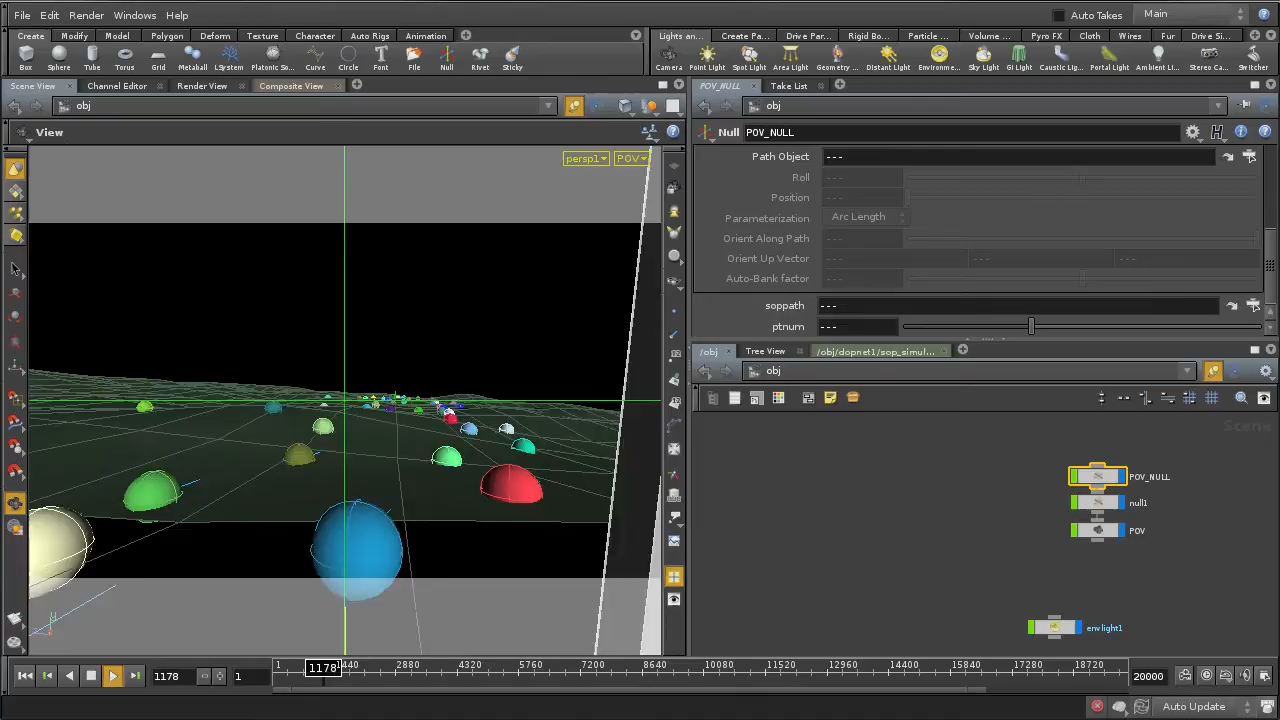 File Edit Render Windows Help Auto Takes Main
Create Modify Model Polygon Deform Texture Character Auto Rigs Animation
Lights an... Create Pa... Drive Par... Rigid Bo... Particle ... Volume ... Pyro FX Cloth Wires Fur Drive Si...
Box Sphere Tube Torus Grid Metaball LSystem Platonic Su... Curve Circle Font File Null Rivet Sticky
Camera Point Light Spot Light Area Light Geometry ... Distant Light Environme... Sky Light GI Light Caustic Lig... Portal Light Ambient Li... Stereo Ca... Switcher
Scene View Channel Editor Render View Composite View
POV_NULL Take List
obj
obj
View
Null POV_NULL
persp1 POV
Path Object ---
Roll ---
Position ---
Parameterization Arc Length
Orient Along Path ---
Orient Up Vector --- --- ---
Auto-Bank factor ---
soppath ---
ptnum ---
/obj Tree View /obj/dopnet1/sop_simul...
obj
Scene
POV_NULL
null1
POV
envlight1
1178 1
1 1178 440 2880 4320 5760 7200 8640 10080 11520 12960 14400 15840 17280 18720
20000
Auto Update